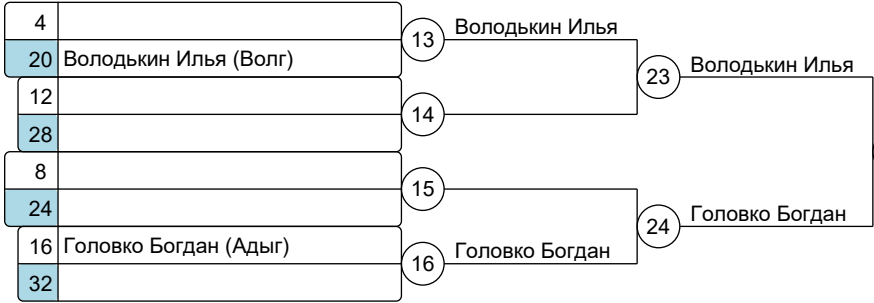 4
13 Володькин Илья
20 Володькин Илья (Волг)
23 Володькин Илья
12
14
28
8
15
24
24 Головко Богдан
16 Головко Богдан (Адыг)
16 Головко Богдан
32